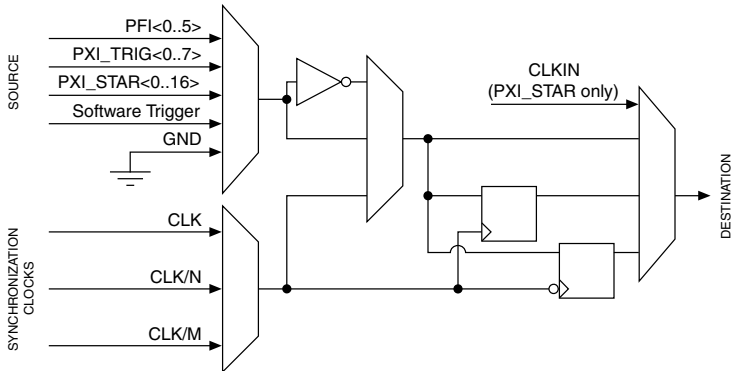 SOURCE
PFI<0..5>
PXI_TRIG<0..7>
PXI_STAR<0..16>
Software Trigger
GND
SYNCHRONIZATION
CLOCKS
CLK
CLK/N
CLK/M
CLKIN
(PXI_STAR only)
DESTINATION